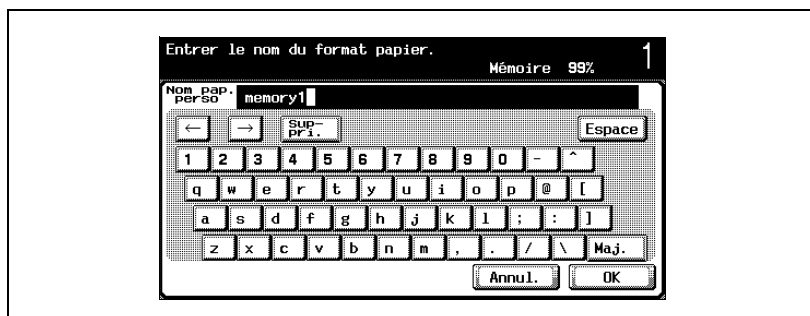 Entrer le nom du format papier.
Mémoire 99% 1
Nom pap.
perso memory1
← → Sup-
pri. Espace
1 2 3 4 5 6 7 8 9 0 - ^
q w e r t y u i o p @ [
a s d f g h j k l ; : ]
z x c v b n m , . / \ Maj.
Annul. OK